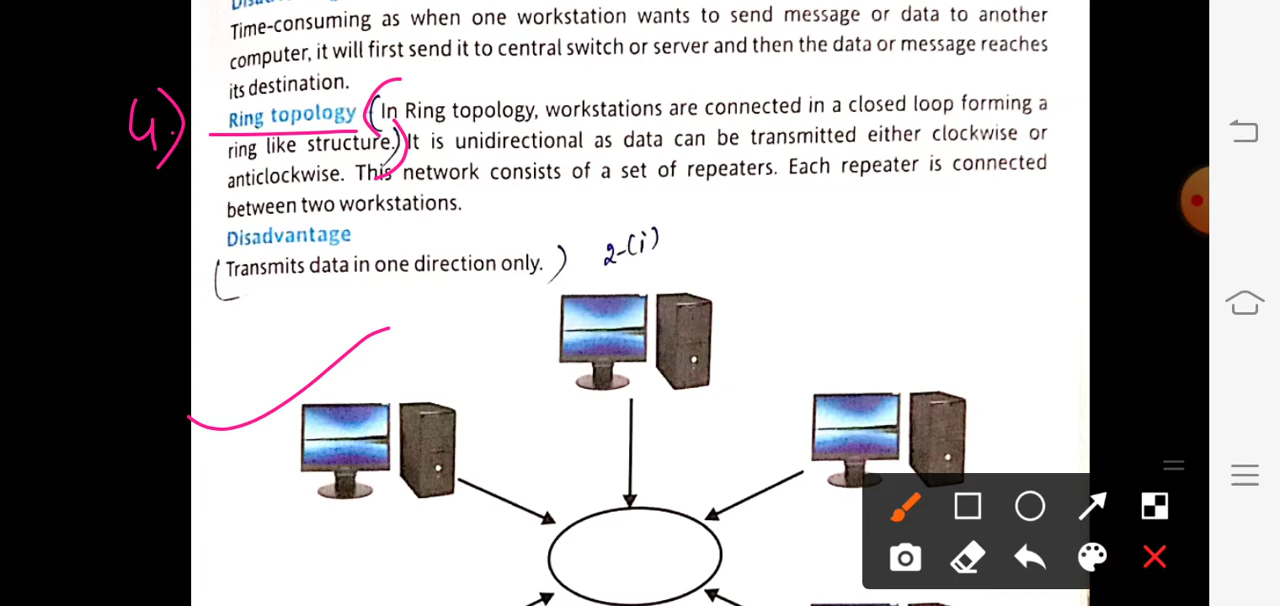 Time-consuming as when one workstation wants to send message or data to another
computer, it will first send it to central switch or server and then the data or message reaches
its destination.
4.)
Ring topology (In Ring topology, workstations are connected in a closed loop forming a
ring like structure.) It is unidirectional as data can be transmitted either clockwise or
anticlockwise. This network consists of a set of repeaters. Each repeater is connected
between two workstations.
Disadvantage
(Transmits data in one direction only.) 2-(i)